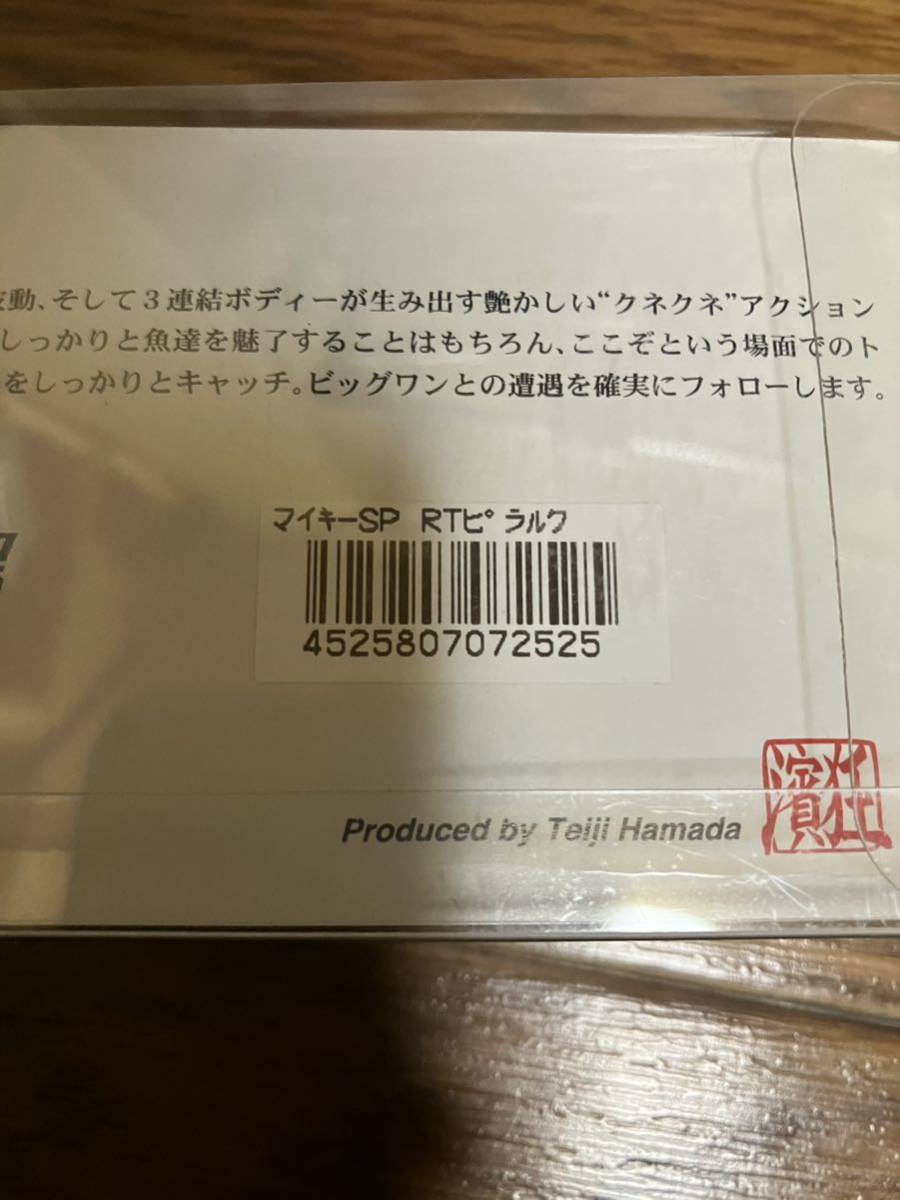 動、そして３連結ボディーが生み出す艶かしい“クネクネ”アクション
しっかりと魚達を魅了することはもちろん、ここぞという場面でのト
をしっかりとキャッチ。ビッグワンとの遭遇を確実にフォローします。
マイキーSP RTピラルク
4525807072525
Produced by Teiji Hamada
濱狂